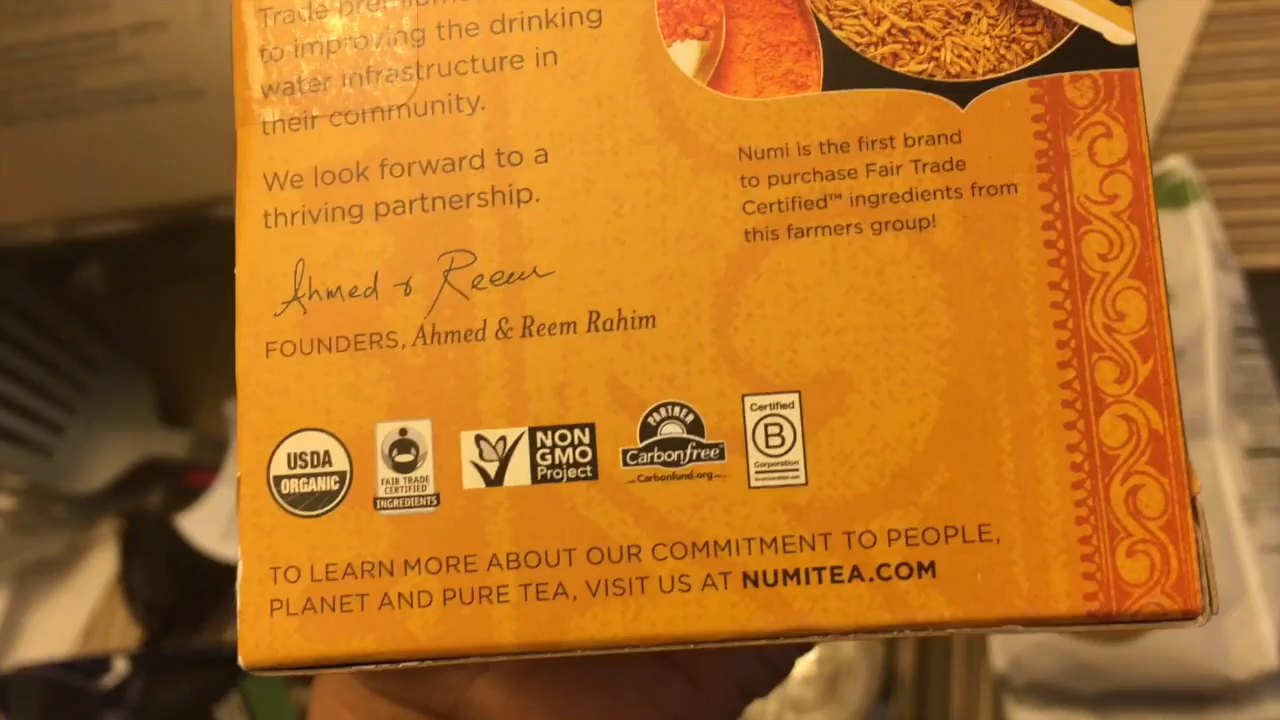 Trade premiums
to improving the drinking
water infrastructure in
their community.
We look forward to a
thriving partnership.
Ahmed & Reem
FOUNDERS, Ahmed & Reem Rahim
Numi is the first brand
to purchase Fair Trade
Certified™ ingredients from
this farmers group!
USDA
ORGANIC
FAIR TRADE
CERTIFIED
INGREDIENTS
NON
GMO
Project
PARTNER
Carbonfree™
Carbonfund.org
Certified
B
Corporation
TO LEARN MORE ABOUT OUR COMMITMENT TO PEOPLE,
PLANET AND PURE TEA, VISIT US AT NUMITEA.COM